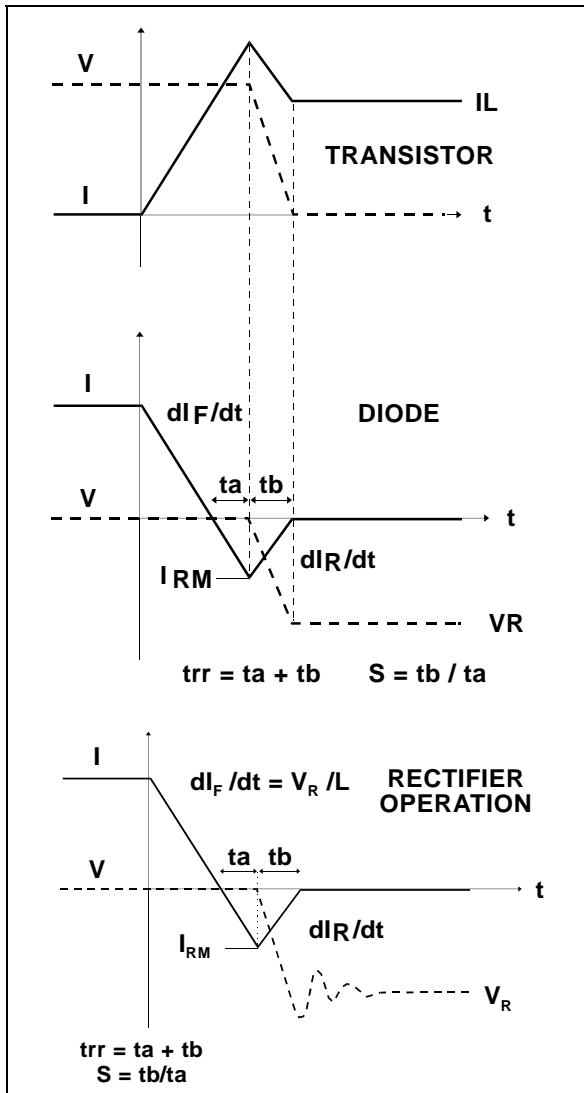 V
IL
TRANSISTOR
I
t
I
dIF/dt
DIODE
ta tb
V
t
IRM
dIR/dt
VR
trr = ta + tb S = tb / ta
I
dIF/dt = VR/L
RECTIFIER
OPERATION
ta tb
V
t
IRM
dIR/dt
VR
trr = ta + tb
S = tb/ta